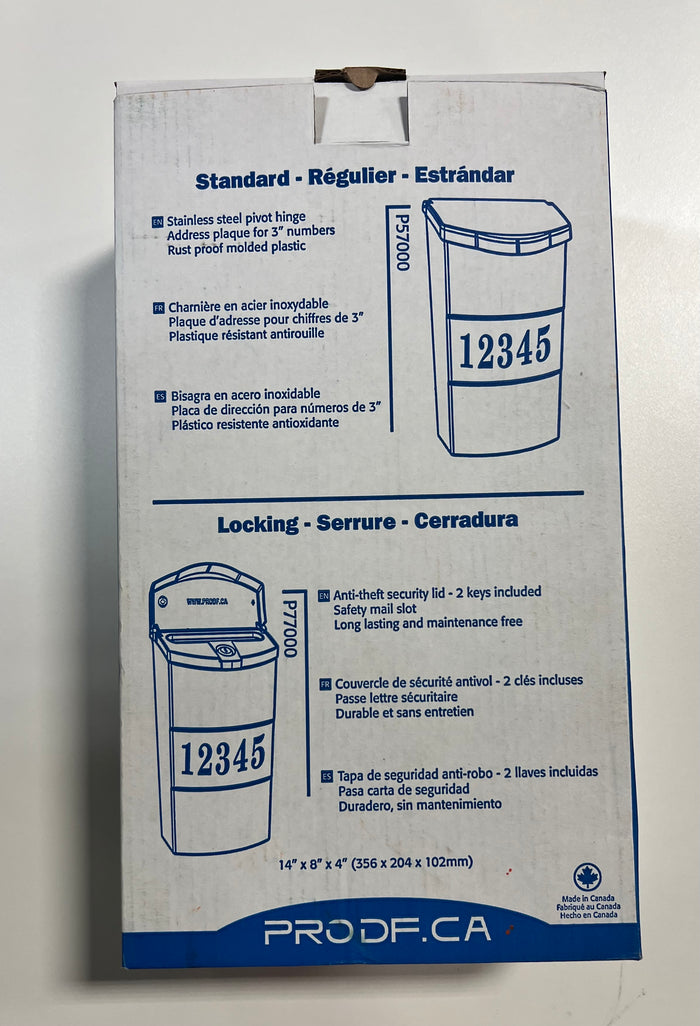 Standard - Régulier - Estrándar
EN Stainless steel pivot hinge
Address plaque for 3" numbers
Rust proof molded plastic
FR Charnière en acier inoxydable
Plaque d'adresse pour chiffres de 3"
Plastique résistant antirouille
ES Bisagra en acero inoxidable
Placa de dirección para números de 3"
Plástico resistente antioxidante
P57000
12345
Locking - Serrure - Cerradura
WWW.PRODF.CA
P77000
12345
EN Anti-theft security lid - 2 keys included
Safety mail slot
Long lasting and maintenance free
FR Couvercle de sécurité antivol - 2 clés incluses
Passe lettre sécuritaire
Durable et sans entretien
ES Tapa de seguridad anti-robo - 2 llaves incluidas
Pasa carta de seguridad
Duradero, sin mantenimiento
14" x 8" x 4" (356 x 204 x 102mm)
Made in Canada
Fabriqué au Canada
Hecho en Canada
PRODF.CA